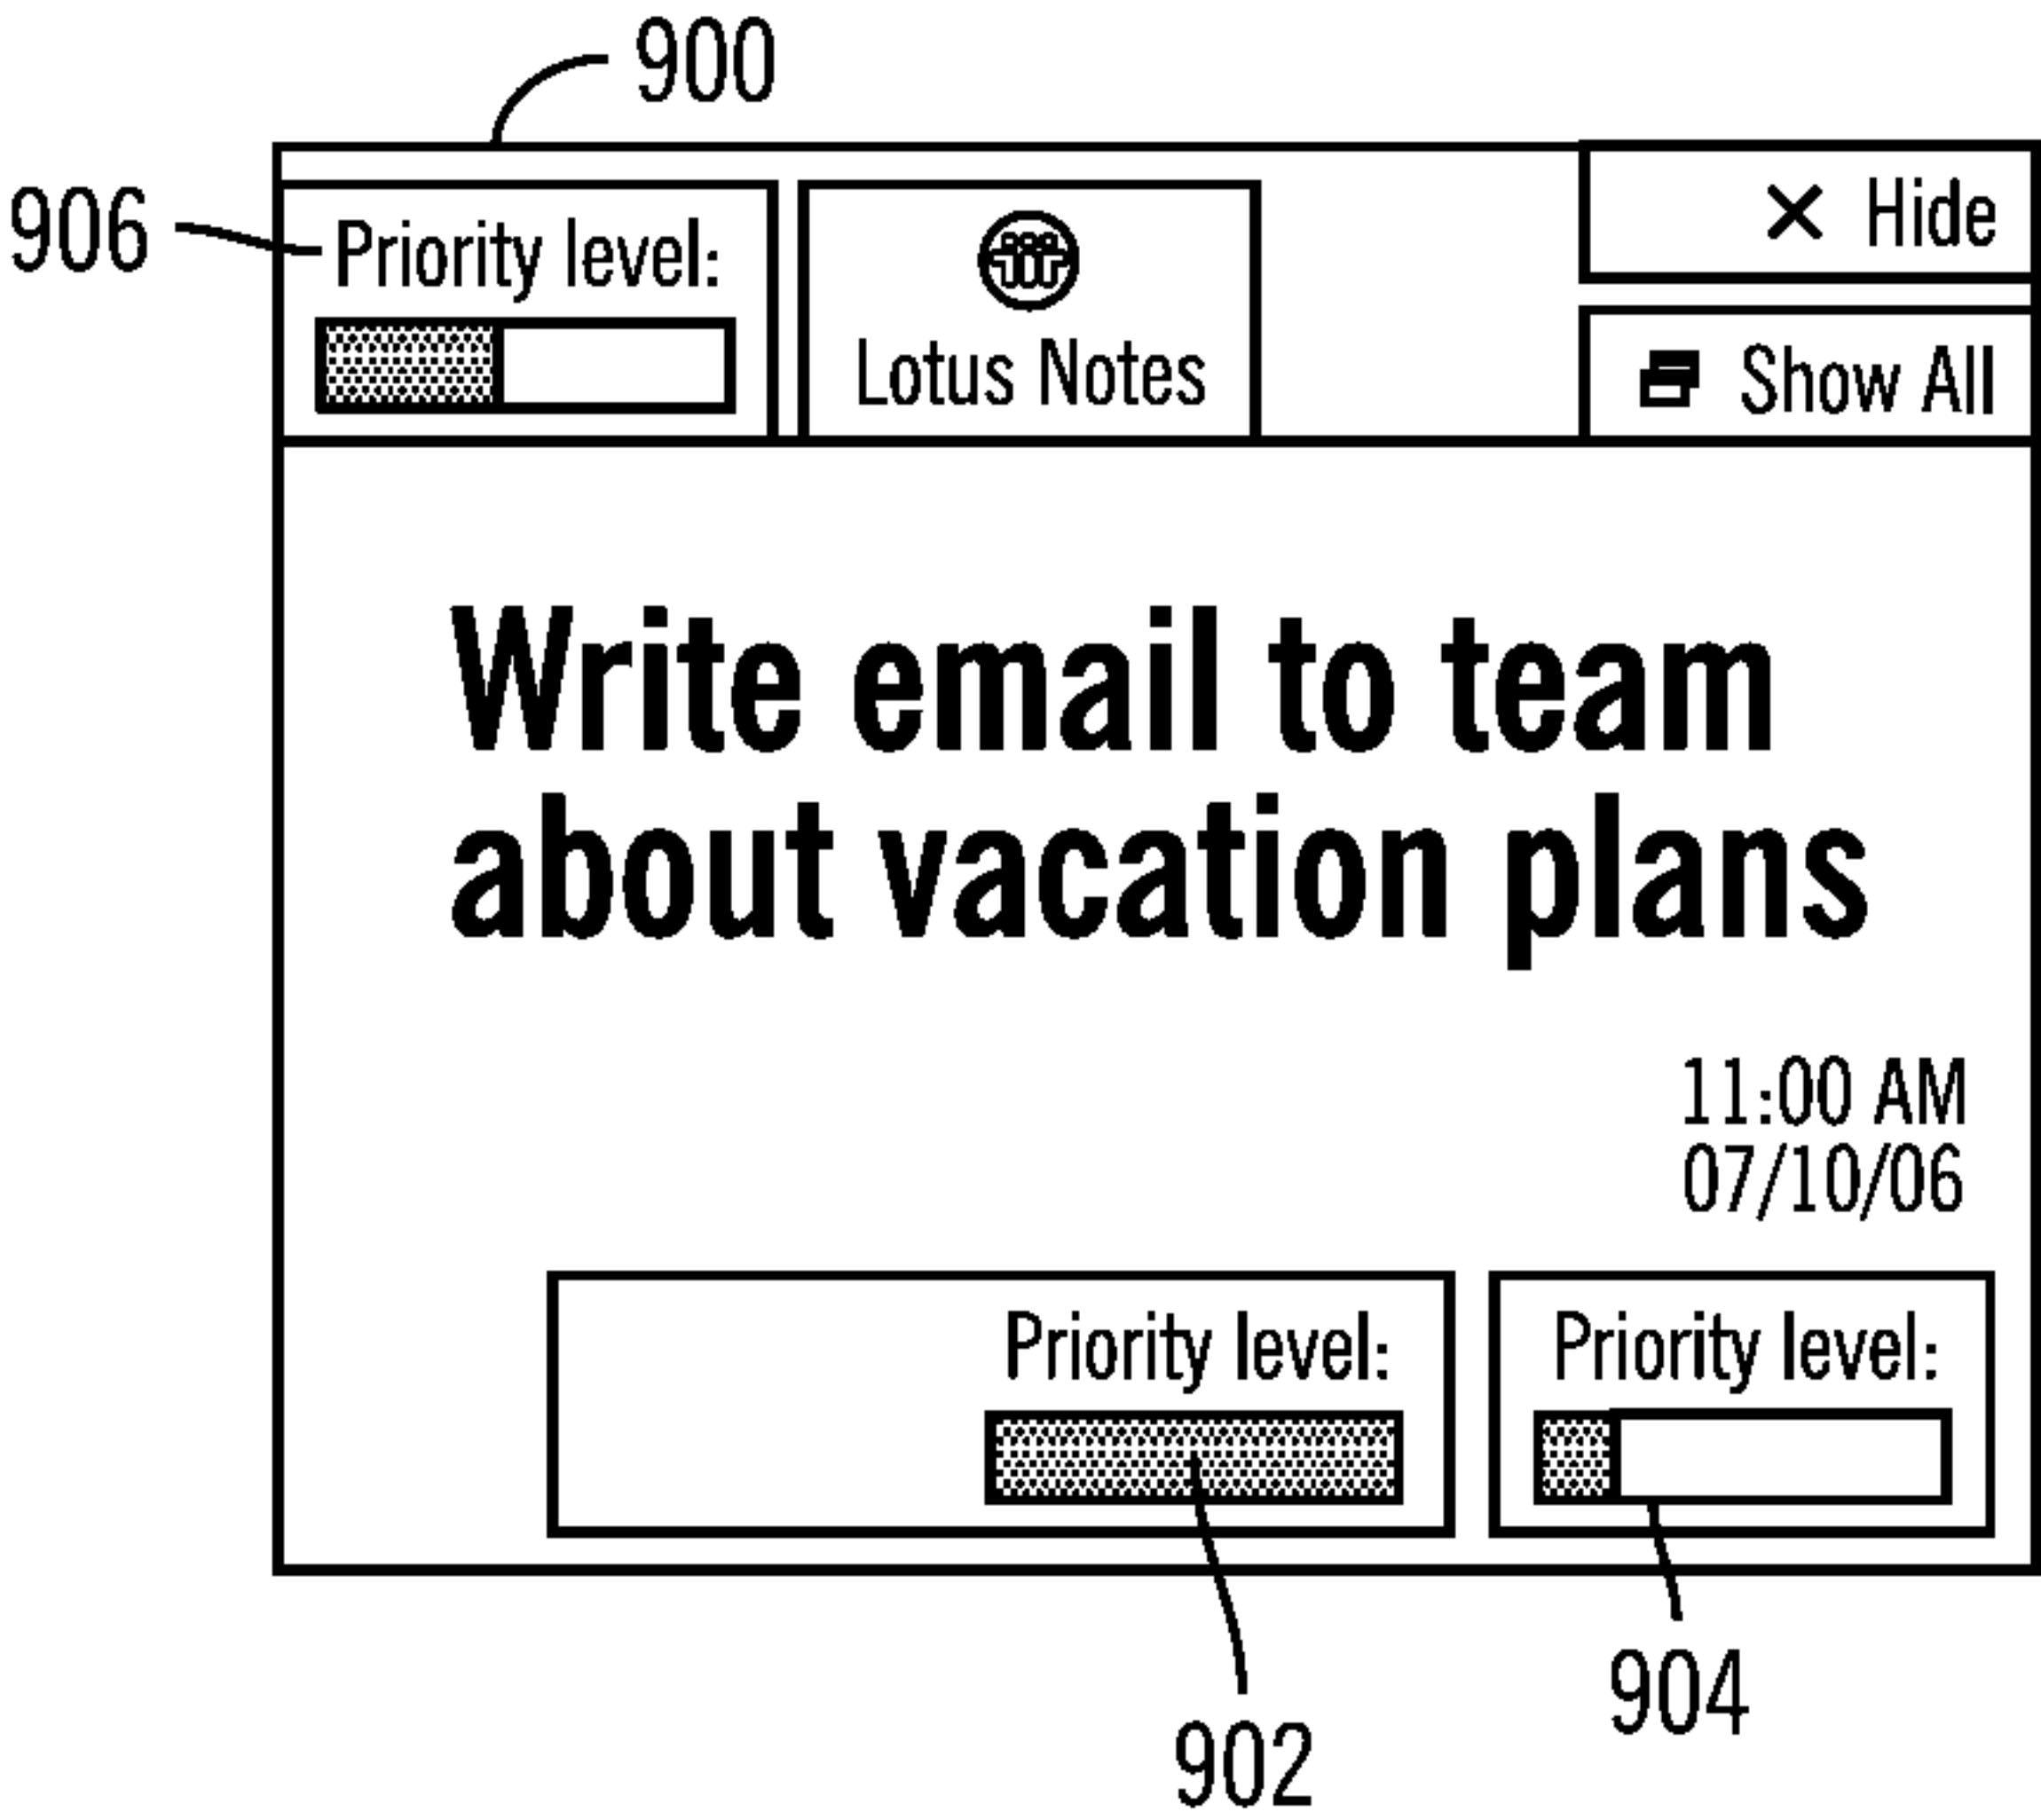 900
906
Priority level:
Lotus Notes
× Hide
Show All
Write email to team
about vacation plans
11:00 AM
07/10/06
Priority level:
Priority level:
902
904